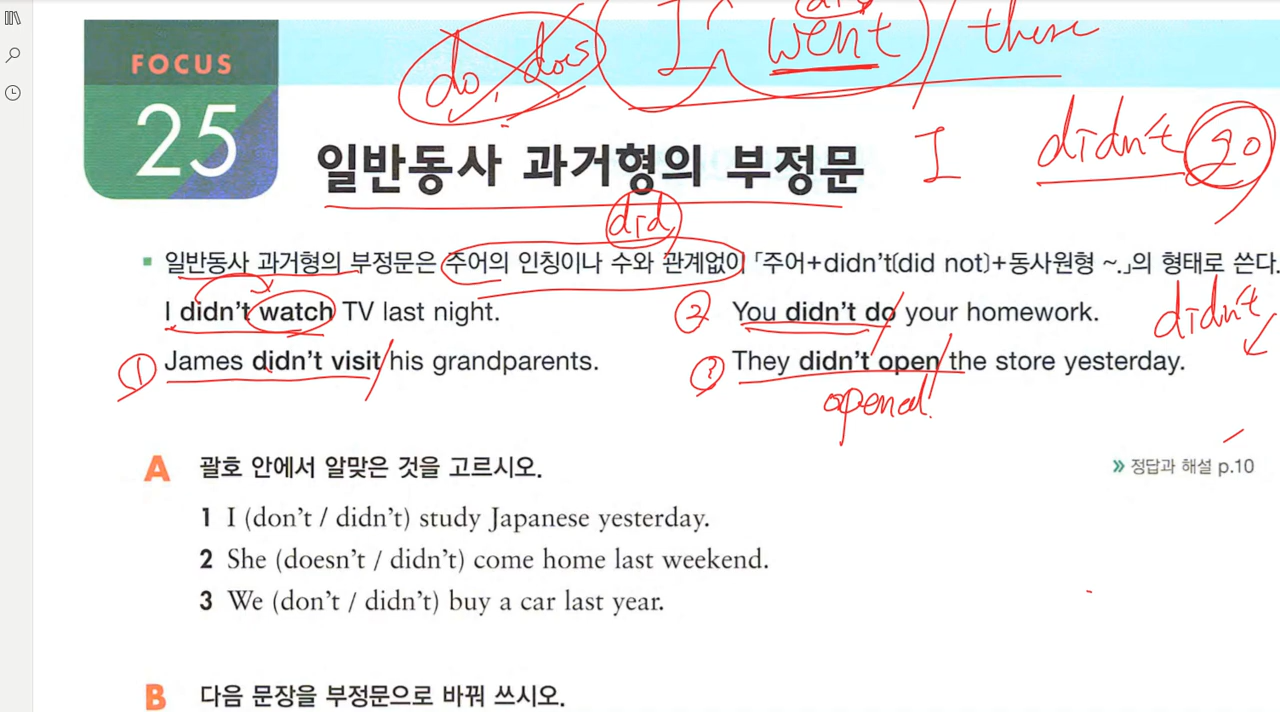 do does I went / there
FOCUS
25
일반동사 과거형의 부정문
I didn't go
did
일반동사 과거형의 부정문은 주어의 인칭이나 수와 관계없이 「주어+didn't(did not)+동사원형 ~.」의 형태로 쓴다.
I didn't watch TV last night.
② You didn't do / your homework.
didn't
① James didn't visit / his grandparents.
③ They didn't open / the store yesterday.
opened
A 괄호 안에서 알맞은 것을 고르시오.
» 정답과 해설 p.10
1 I (don't / didn't) study Japanese yesterday.
2 She (doesn't / didn't) come home last weekend.
3 We (don't / didn't) buy a car last year.
B 다음 문장을 부정문으로 바꿔 쓰시오.